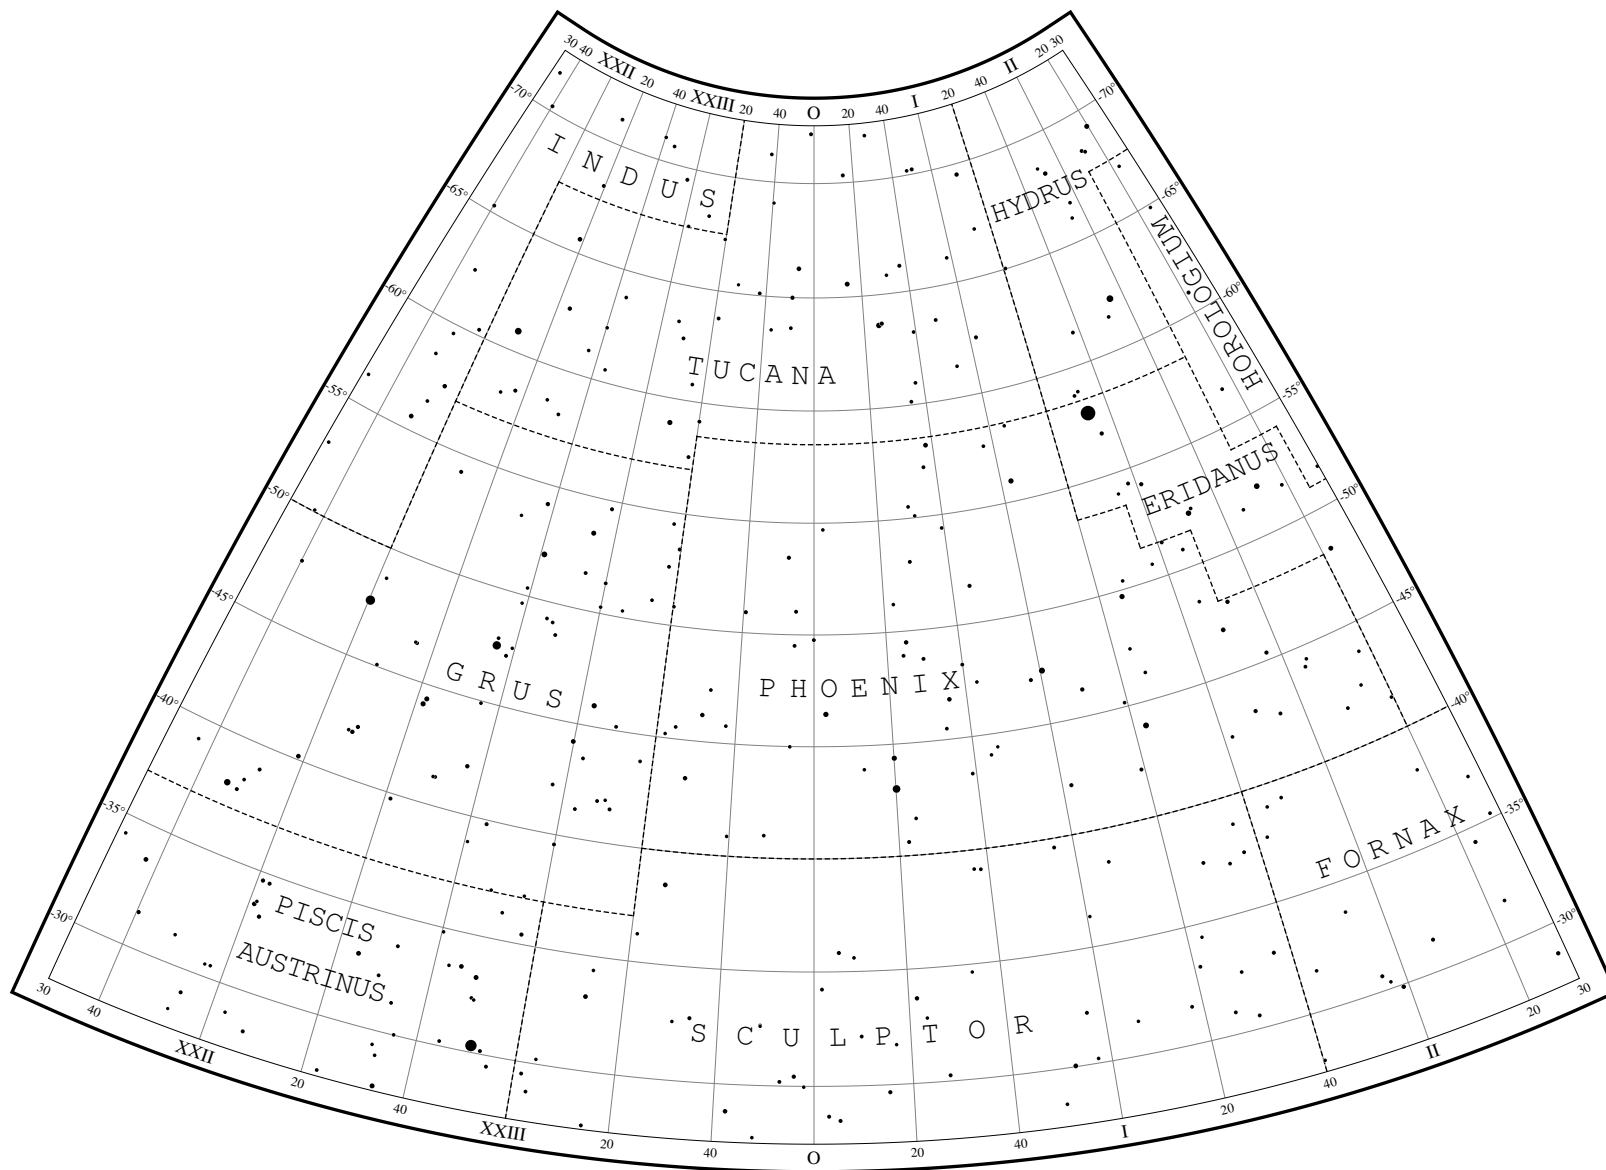 30 40 XXII 20 40 XXIII 20 40 O 20 40 I 20 40 II 20 30
-70° -70°
INDUS
HYDRUS
-65° -65°
HOROLOGIUM
-60° -60°
TUCANA
-55° -55°
ERIDANUS
-50° -50°
-45° -45°
GRUS
PHOENIX
-40° -40°
-35° -35°
FORNAX
PISCIS
AUSTRINUS
-30° -30°
SCULPTOR
30 40 XXII 20 40 XXIII 20 40 O 20 40 I 20 40 II 20 30